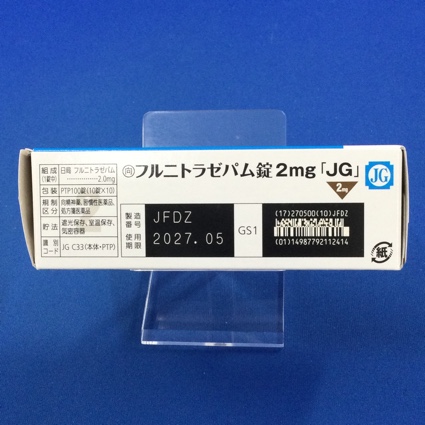 組成(1錠中) 日局 フルニトラゼパム
……………2.0mg
包装 PTP100錠(10錠×10)
規制区分 向精神薬、習慣性医薬品、
処方箋医薬品
貯法 遮光保存、室温保存、
気密容器
識別コード JG C33(本体・PTP)
向 フルニトラゼパム錠2mg「JG」
2mg
JG
製造番号 JFDZ
使用期限 2027.05
GS1
(17)270500(10)JFDZ
(01)14987792112414
紙